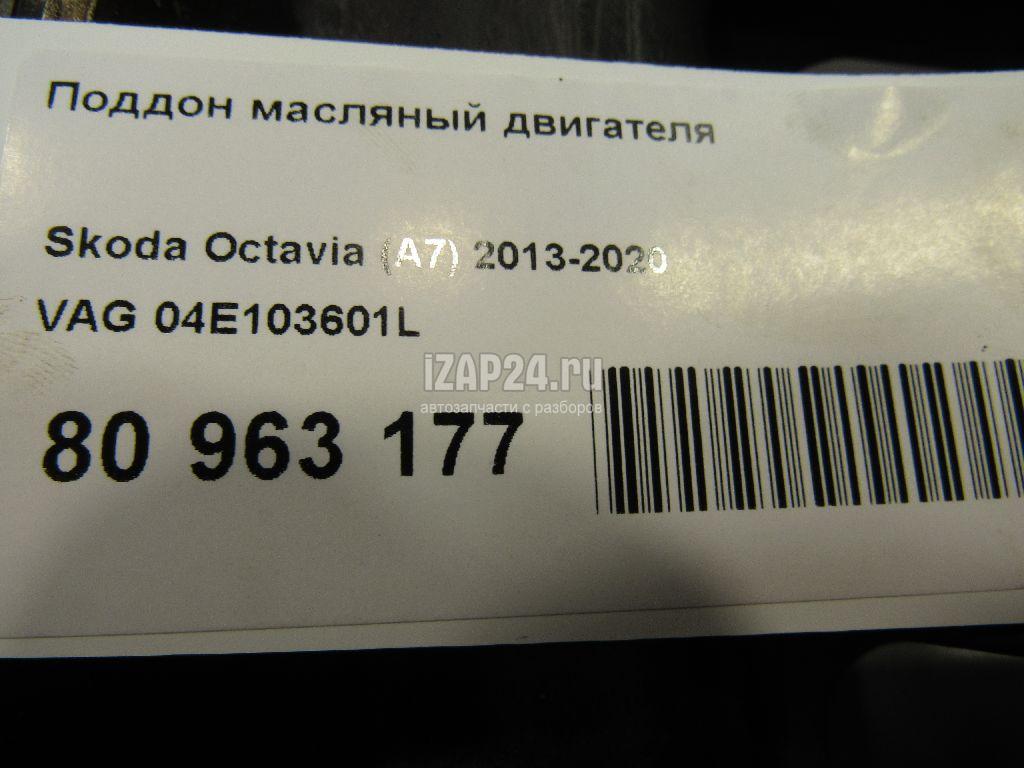 Поддон масляный двигателя
Skoda Octavia (A7) 2013-2020
VAG 04E103601L
iZAP24.ru
автозапчасти с разборов
80 963 177